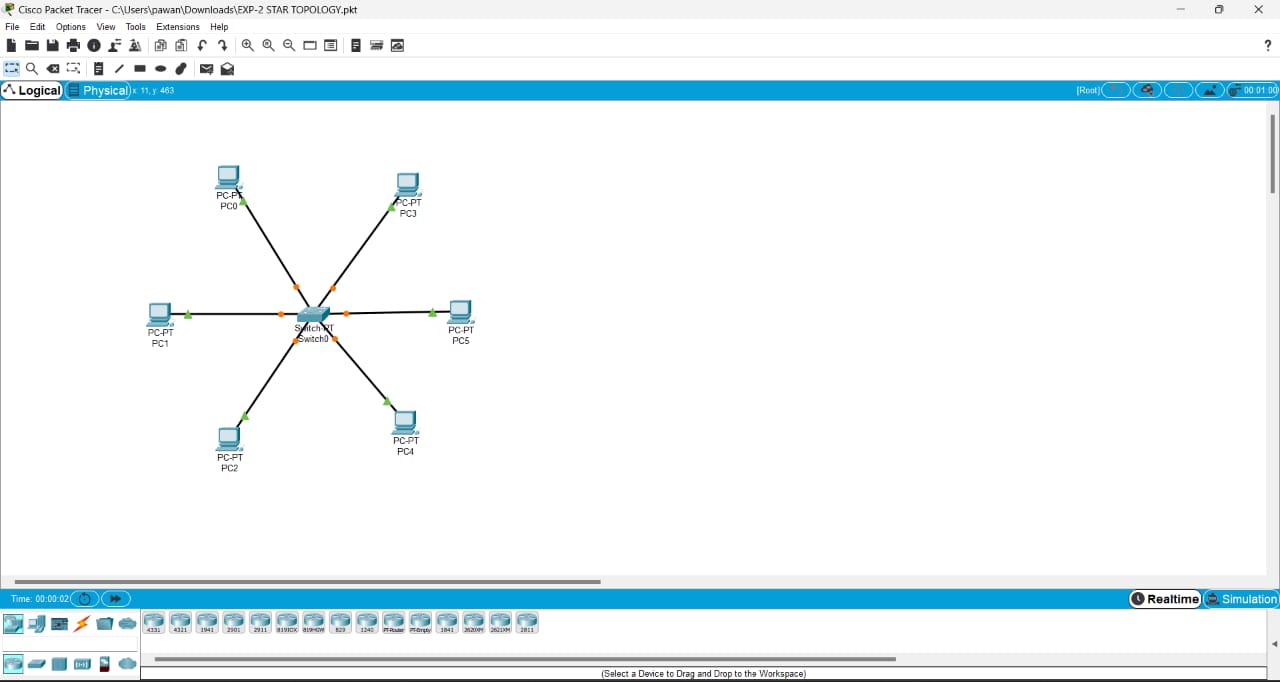 Cisco Packet Tracer - C:\Users\pawan\Downloads\EXP-2 STAR TOPOLOGY.pkt
File Edit Options View Tools Extensions Help
?
Logical Physical x: 11, y: 463 [Root] 00:01:00
PC-PT
PC0
PC-PT
PC3
PC-PT
PC1
Switch-PT
Switch0
PC-PT
PC5
PC-PT
PC2
PC-PT
PC4
Time: 00:00:02 Realtime Simulation
4331 4321 1941 2901 2911 819IOX 819HGW 829 1240 PT-Router PT-Empty 1841 2620XM 2621XM 2811
(Select a Device to Drag and Drop to the Workspace)